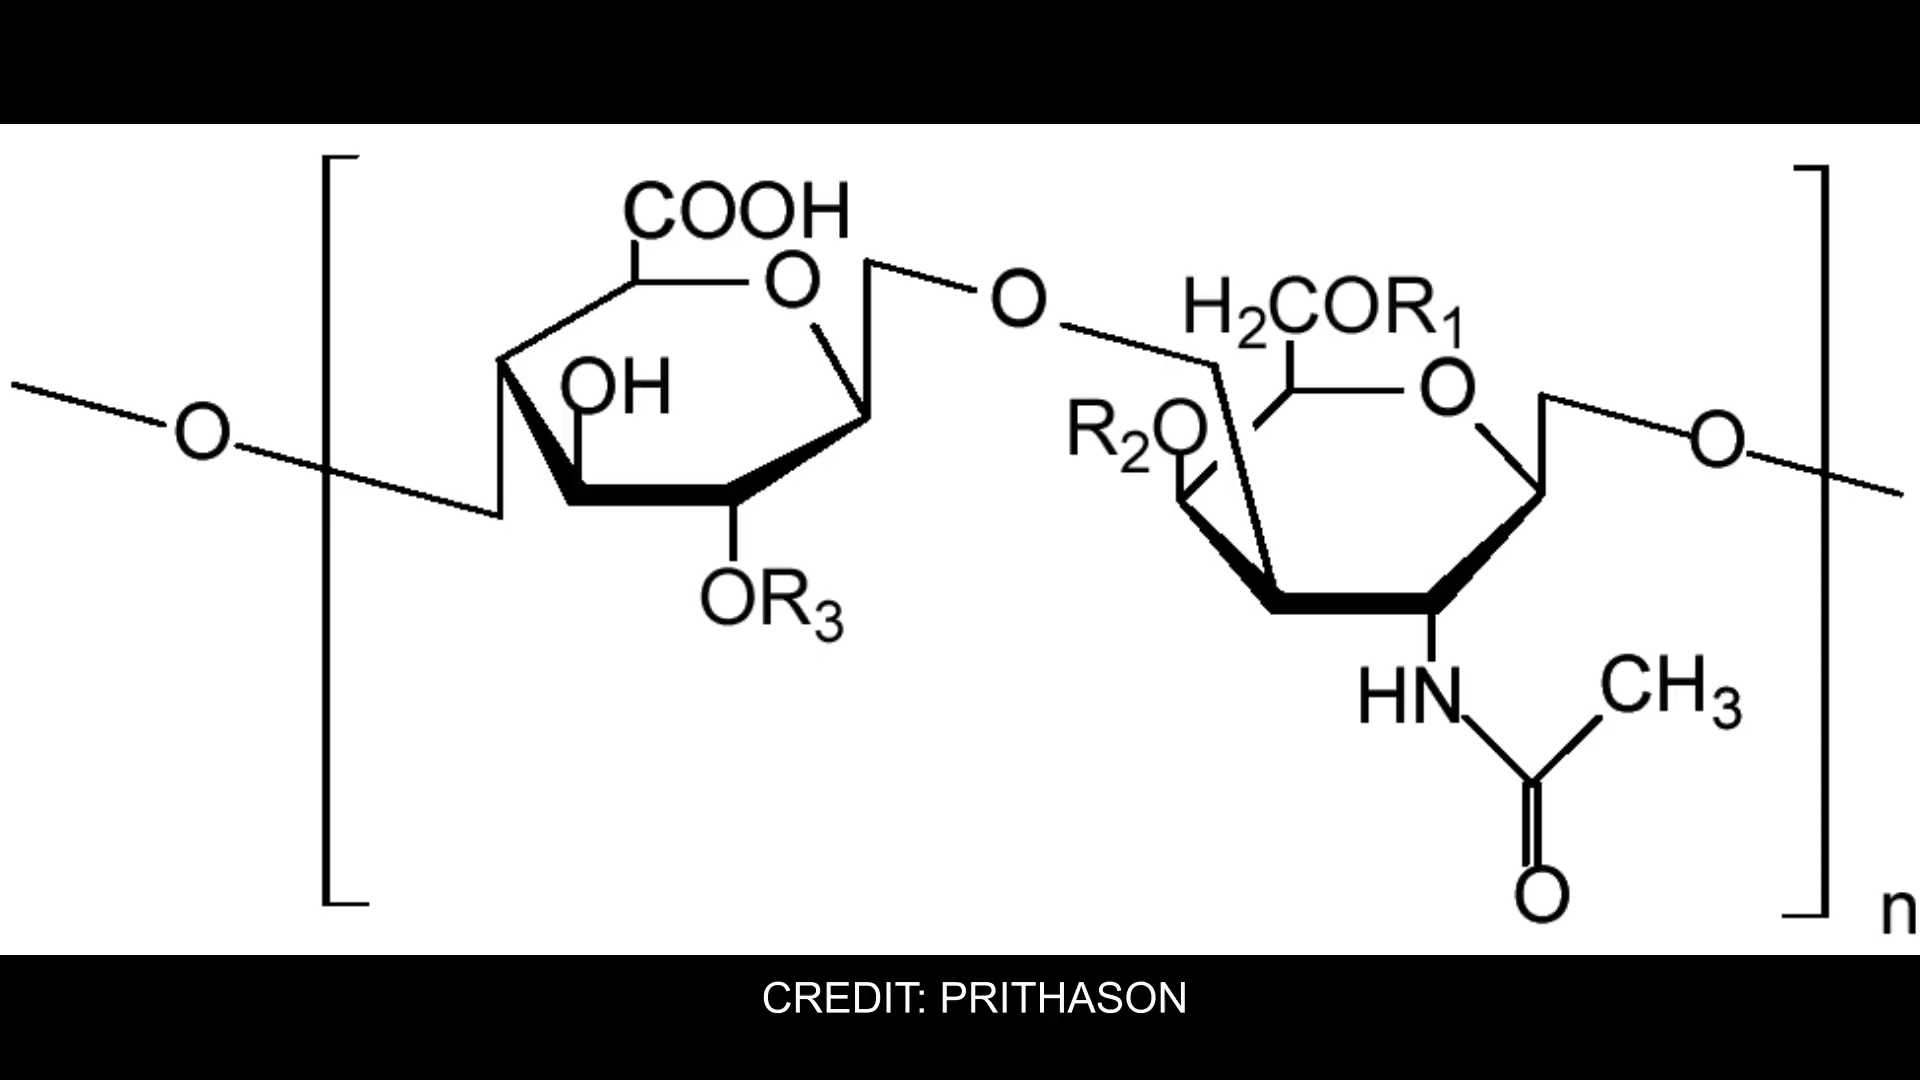 COOH
O
OH
O
OR3
O
H2COR1
O
R2O
O
HN
CH3
O
n
CREDIT: PRITHASON